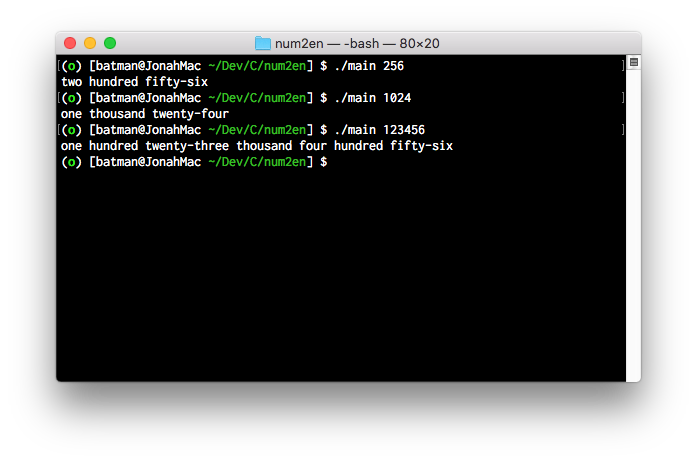 num2en — -bash — 80×20
[(o) [batman@JonahMac ~/Dev/C/num2en] $ ./main 256 ]
two hundred fifty-six
[(o) [batman@JonahMac ~/Dev/C/num2en] $ ./main 1024 ]
one thousand twenty-four
[(o) [batman@JonahMac ~/Dev/C/num2en] $ ./main 123456 ]
one hundred twenty-three thousand four hundred fifty-six
(o) [batman@JonahMac ~/Dev/C/num2en] $